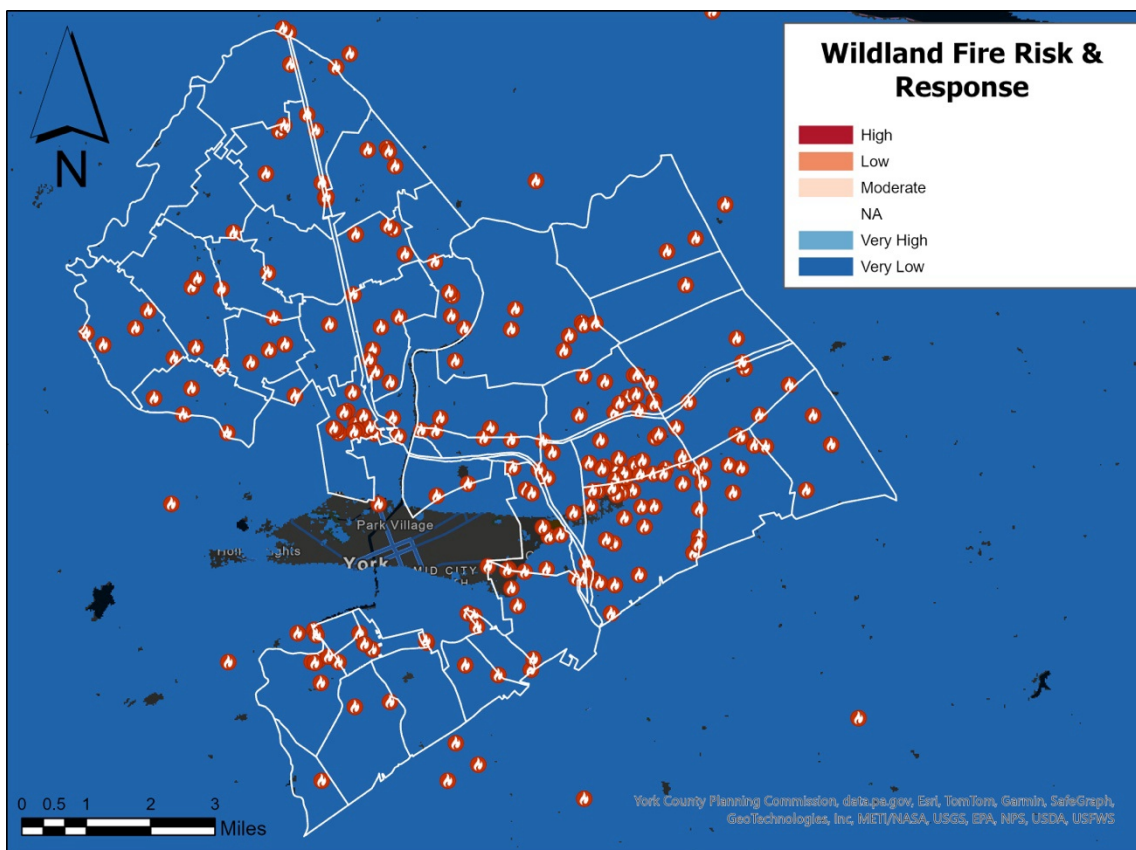 Wildland Fire Risk &
Response
High
Low
Moderate
NA
Very High
Very Low
N
Park Village
York
MID CITY
0 0.5 1 2 3
Miles
York County Planning Commission, data.pa.gov, Esri, TomTom, Garmin, SafeGraph,
GeoTechnologies, Inc, METI/NASA, USGS, EPA, NPS, USDA, USFWS